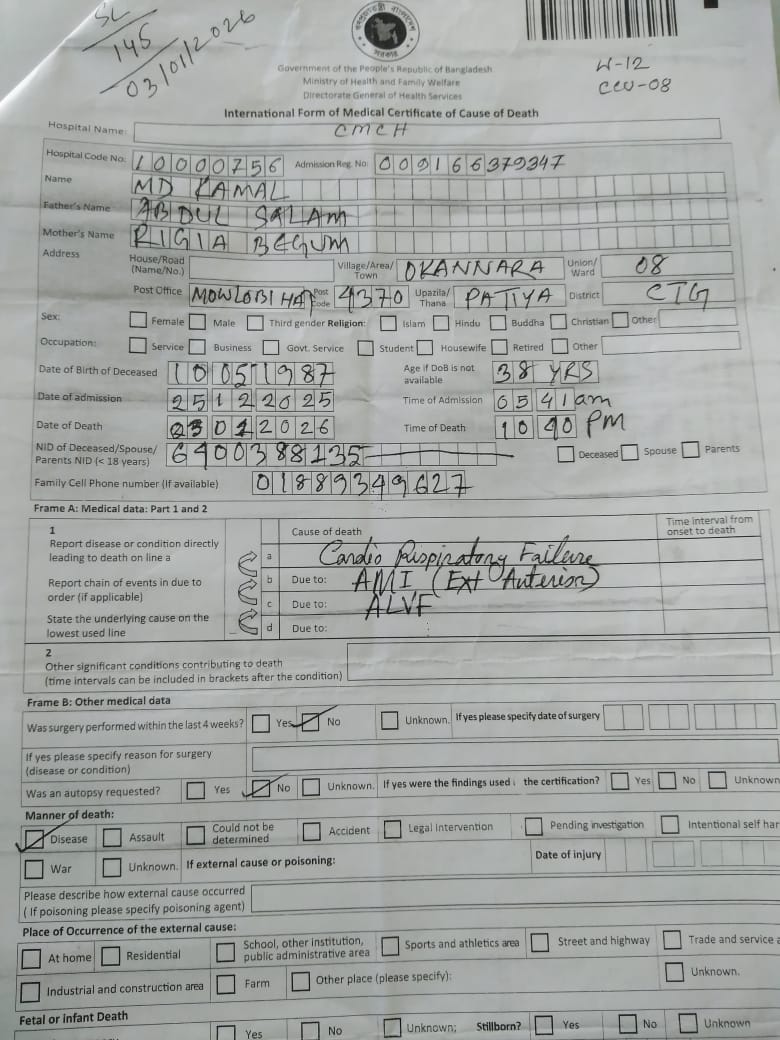 SL
145
03/01/2026
W-12
CCU-08
Government of the People's Republic of Bangladesh
Ministry of Health and Family Welfare
Directorate General of Health Services
International Form of Medical Certificate of Cause of Death
Hospital Name: CMCH
Hospital Code No: 10000756 Admission Reg. No: 009166379347
Name MD KAMAL
Father's Name ABDUL SALAM
Mother's Name RIGIA BEGUM
Address House/Road (Name/No.) Village/Area/Town OKANNARA Union/Ward 08
Post Office MOWLOBI HAT Post Code 4370 Upazila/Thana PATIYA District CTG
Sex: Female Male Third gender Religion: Islam Hindu Buddha Christian Other
Occupation: Service Business Govt. Service Student Housewife Retired Other
Date of Birth of Deceased 10051987 Age if DoB is not available 38 YRS
Date of admission 25122025 Time of Admission 6541am
Date of Death 03012026 Time of Death 1040 PM
NID of Deceased/Spouse/Parents NID (< 18 years) 6400388135 Deceased Spouse Parents
Family Cell Phone number (If available) 01889349627
Frame A: Medical data: Part 1 and 2
1 Cause of death Time interval from onset to death
Report disease or condition directly leading to death on line a a Cardio Rispiratory Failure
Report chain of events in due to order (if applicable) b Due to: AMI (Ext Anterior)
c Due to: ALVF
State the underlying cause on the lowest used line d Due to:
2
Other significant conditions contributing to death
(time intervals can be included in brackets after the condition)
Frame B: Other medical data
Was surgery performed within the last 4 weeks? Yes No Unknown. If yes please specify date of surgery
If yes please specify reason for surgery
(disease or condition)
Was an autopsy requested? Yes No Unknown. If yes were the findings used the certification? Yes No Unknown
Manner of death:
Disease Assault Could not be determined Accident Legal intervention Pending investigation Intentional self har
War Unknown. If external cause or poisoning: Date of injury
Please describe how external cause occurred
( If poisoning please specify poisoning agent)
Place of Occurrence of the external cause:
At home Residential School, other institution, public administrative area Sports and athletics area Street and highway Trade and service a
Industrial and construction area Farm Other place (please specify): Unknown.
Fetal or infant Death
Yes No Unknown; Stillborn? Yes No Unknown